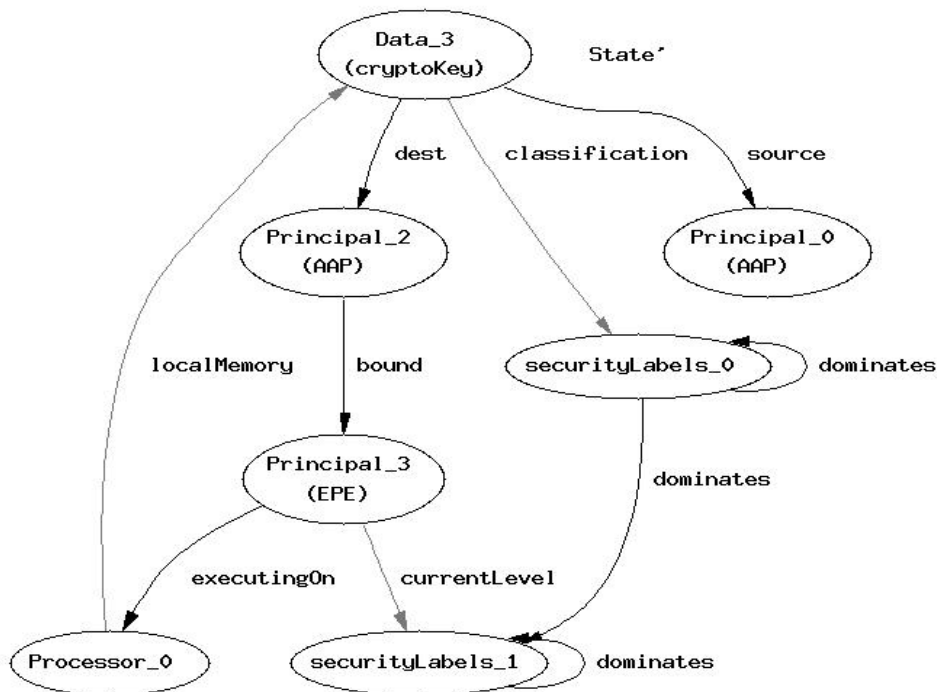 Data_3
(cryptoKey)
State'
dest
classification
source
Principal_2
(AAP)
Principal_0
(AAP)
localMemory
bound
securityLabels_0
dominates
Principal_3
(EPE)
dominates
executingOn
currentLevel
Processor_0
securityLabels_1
dominates